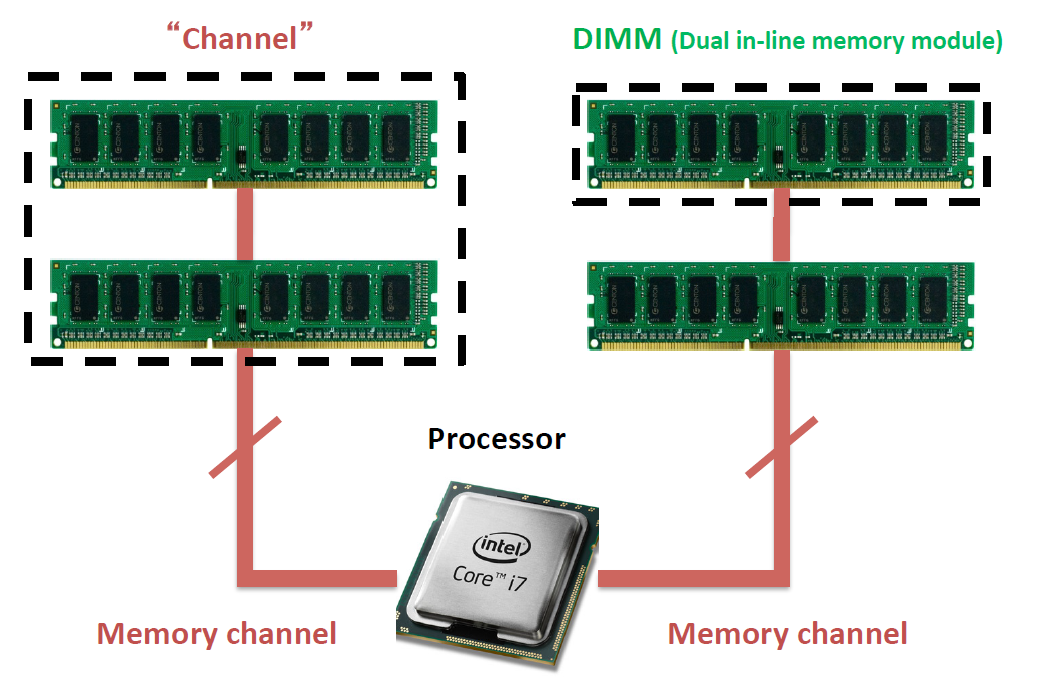 “Channel”
DIMM (Dual in-line memory module)
Processor
intel
Core™ i7
Memory channel
Memory channel